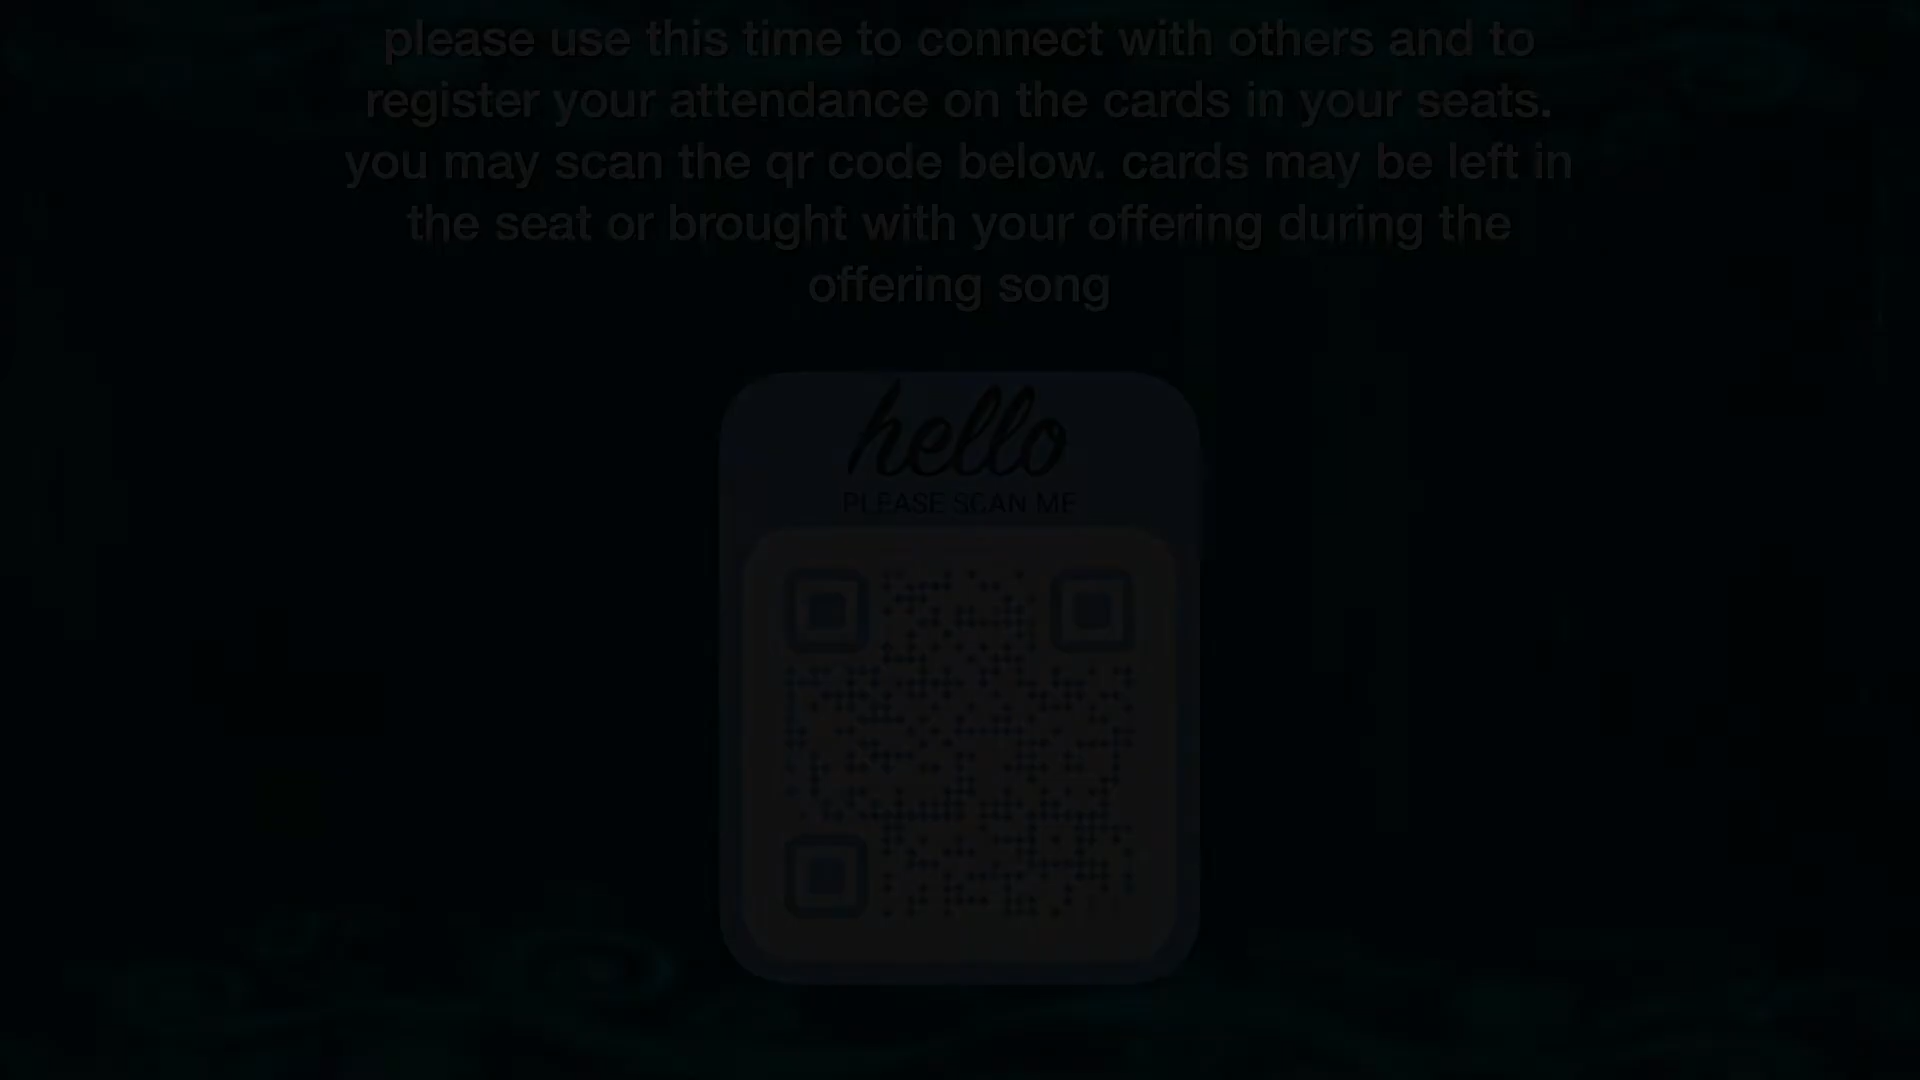 please use this time to connect with others and to
register your attendance on the cards in your seats.
you may scan the qr code below. cards may be left in
the seat or brought with your offering during the
offering song
hello
PLEASE SCAN ME